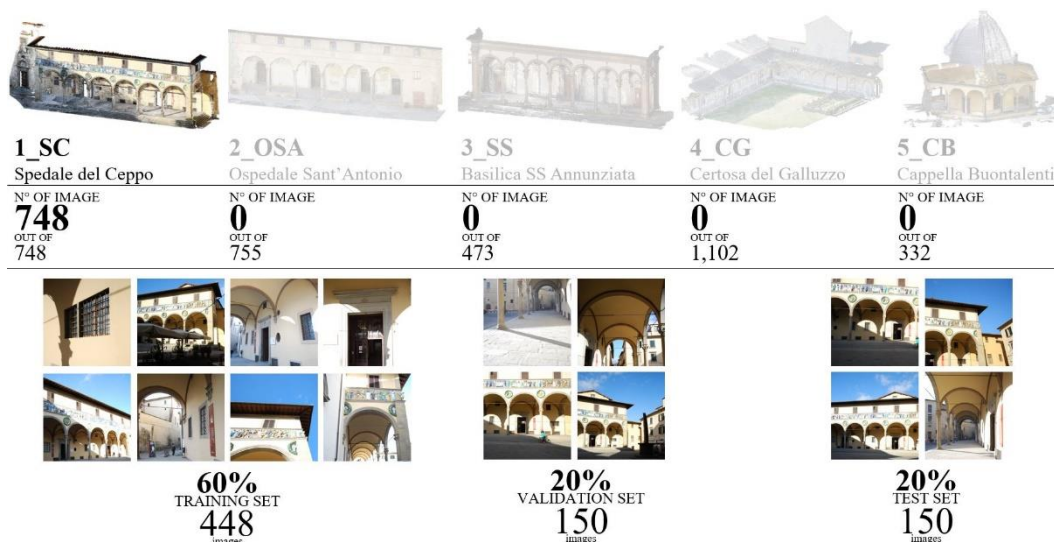 1_SC 2_OSA 3_SS 4_CG 5_CB
Spedale del Ceppo Ospedale Sant’Antonio Basilica SS Annunziata Certosa del Galluzzo Cappella Buontalenti
N° OF IMAGE N° OF IMAGE N° OF IMAGE N° OF IMAGE N° OF IMAGE
748 0 0 0 0
OUT OF OUT OF OUT OF OUT OF OUT OF
748 755 473 1,102 332
60% 20% 20%
TRAINING SET VALIDATION SET TEST SET
448 150 150
images images images